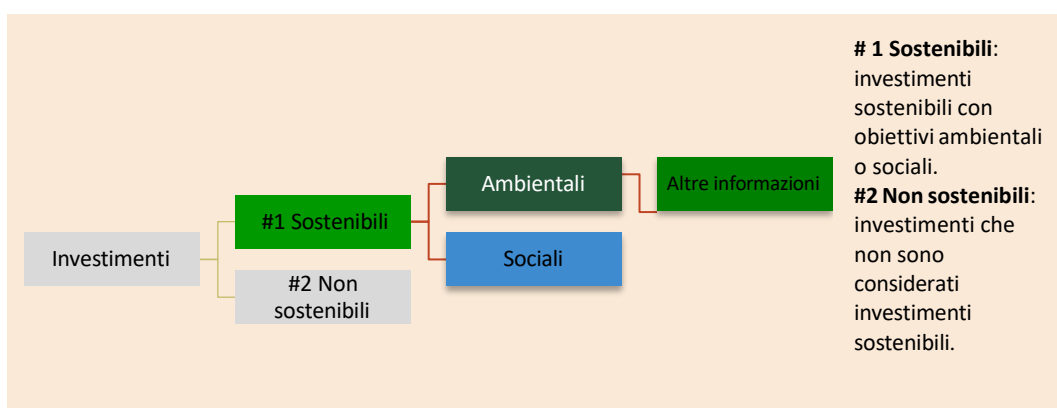 Investimenti
#1 Sostenibili
#2 Non
sostenibili
Ambientali
Sociali
Altre informazioni
# 1 Sostenibili:
investimenti
sostenibili con
obiettivi ambientali
o sociali.
#2 Non sostenibili:
investimenti che
non sono
considerati
investimenti
sostenibili.